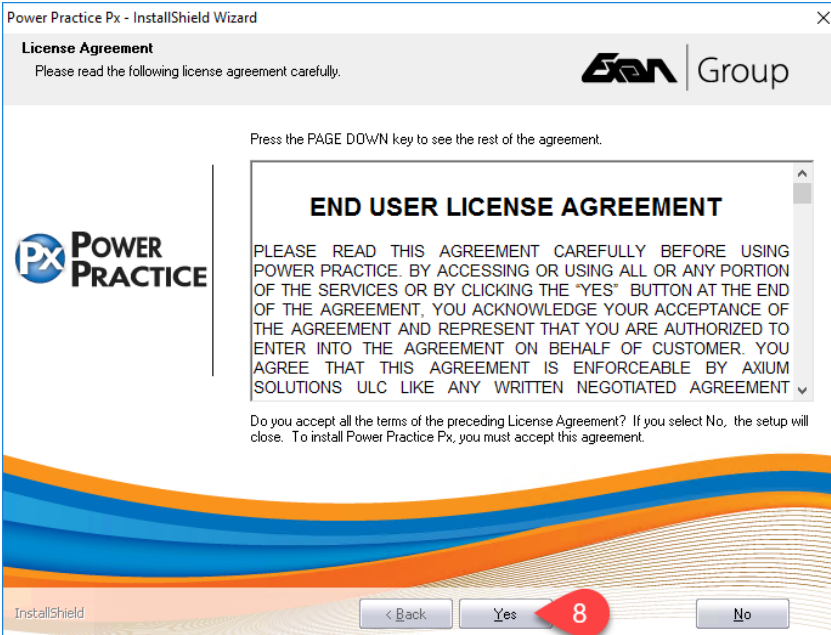 Power Practice Px - InstallShield Wizard
License Agreement
Please read the following license agreement carefully.
Exan Group
Press the PAGE DOWN key to see the rest of the agreement.
END USER LICENSE AGREEMENT
PLEASE READ THIS AGREEMENT CAREFULLY BEFORE USING
POWER PRACTICE. BY ACCESSING OR USING ALL OR ANY PORTION
OF THE SERVICES OR BY CLICKING THE “YES” BUTTON AT THE END
OF THE AGREEMENT, YOU ACKNOWLEDGE YOUR ACCEPTANCE OF
THE AGREEMENT AND REPRESENT THAT YOU ARE AUTHORIZED TO
ENTER INTO THE AGREEMENT ON BEHALF OF CUSTOMER. YOU
AGREE THAT THIS AGREEMENT IS ENFORCEABLE BY AXIUM
SOLUTIONS ULC LIKE ANY WRITTEN NEGOTIATED AGREEMENT
Px POWER
PRACTICE
Do you accept all the terms of the preceding License Agreement? If you select No, the setup will
close. To install Power Practice Px, you must accept this agreement.
InstallShield
< Back
Yes
8
No